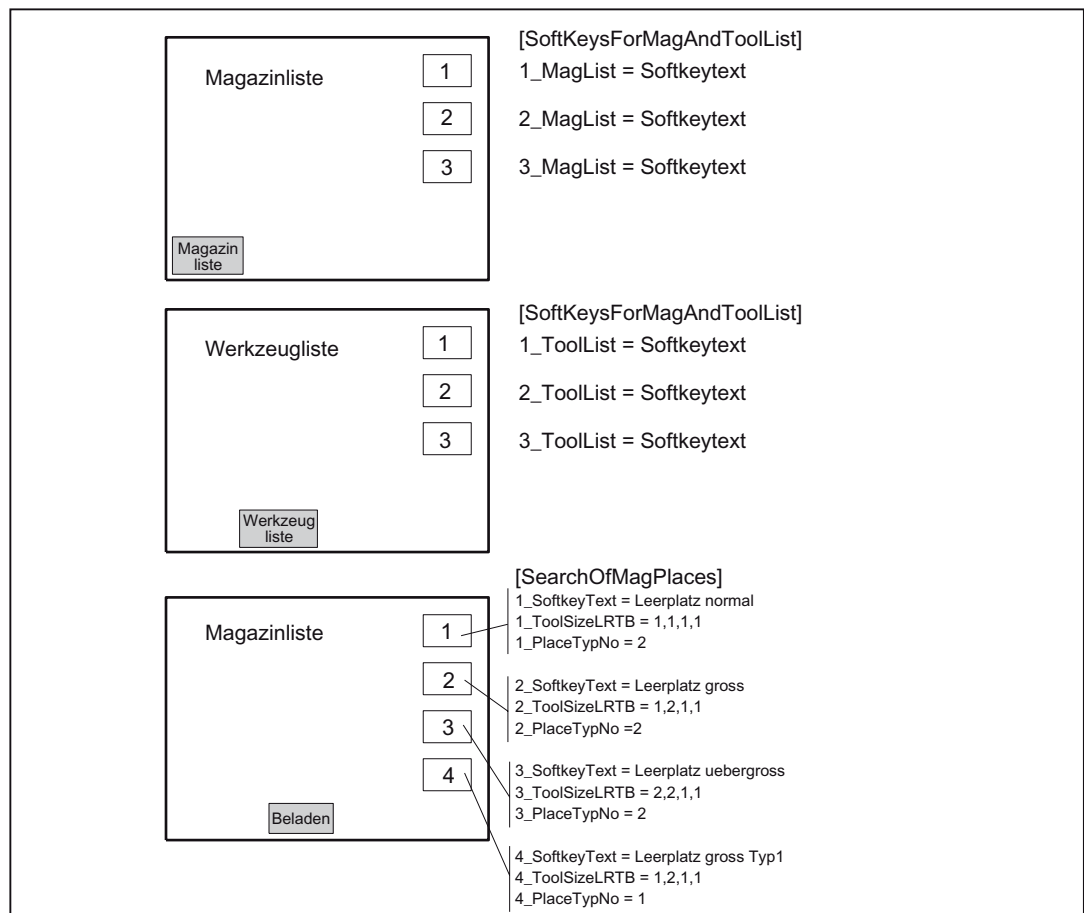 [SoftKeysForMagAndToolList]
Magazinliste
1
1_MagList = Softkeytext
2
2_MagList = Softkeytext
3
3_MagList = Softkeytext
Magazin
liste
[SoftKeysForMagAndToolList]
Werkzeugliste
1
1_ToolList = Softkeytext
2
2_ToolList = Softkeytext
3
3_ToolList = Softkeytext
Werkzeug
liste
[SearchOfMagPlaces]
Magazinliste
1
1_SoftkeyText = Leerplatz normal
1_ToolSizeLRTB = 1,1,1,1
1_PlaceTypNo = 2
2
2_SoftkeyText = Leerplatz gross
2_ToolSizeLRTB = 1,2,1,1
2_PlaceTypNo =2
3
3_SoftkeyText = Leerplatz uebergross
3_ToolSizeLRTB = 2,2,1,1
3_PlaceTypNo = 2
4
4_SoftkeyText = Leerplatz gross Typ1
4_ToolSizeLRTB = 1,2,1,1
4_PlaceTypNo = 1
Beladen